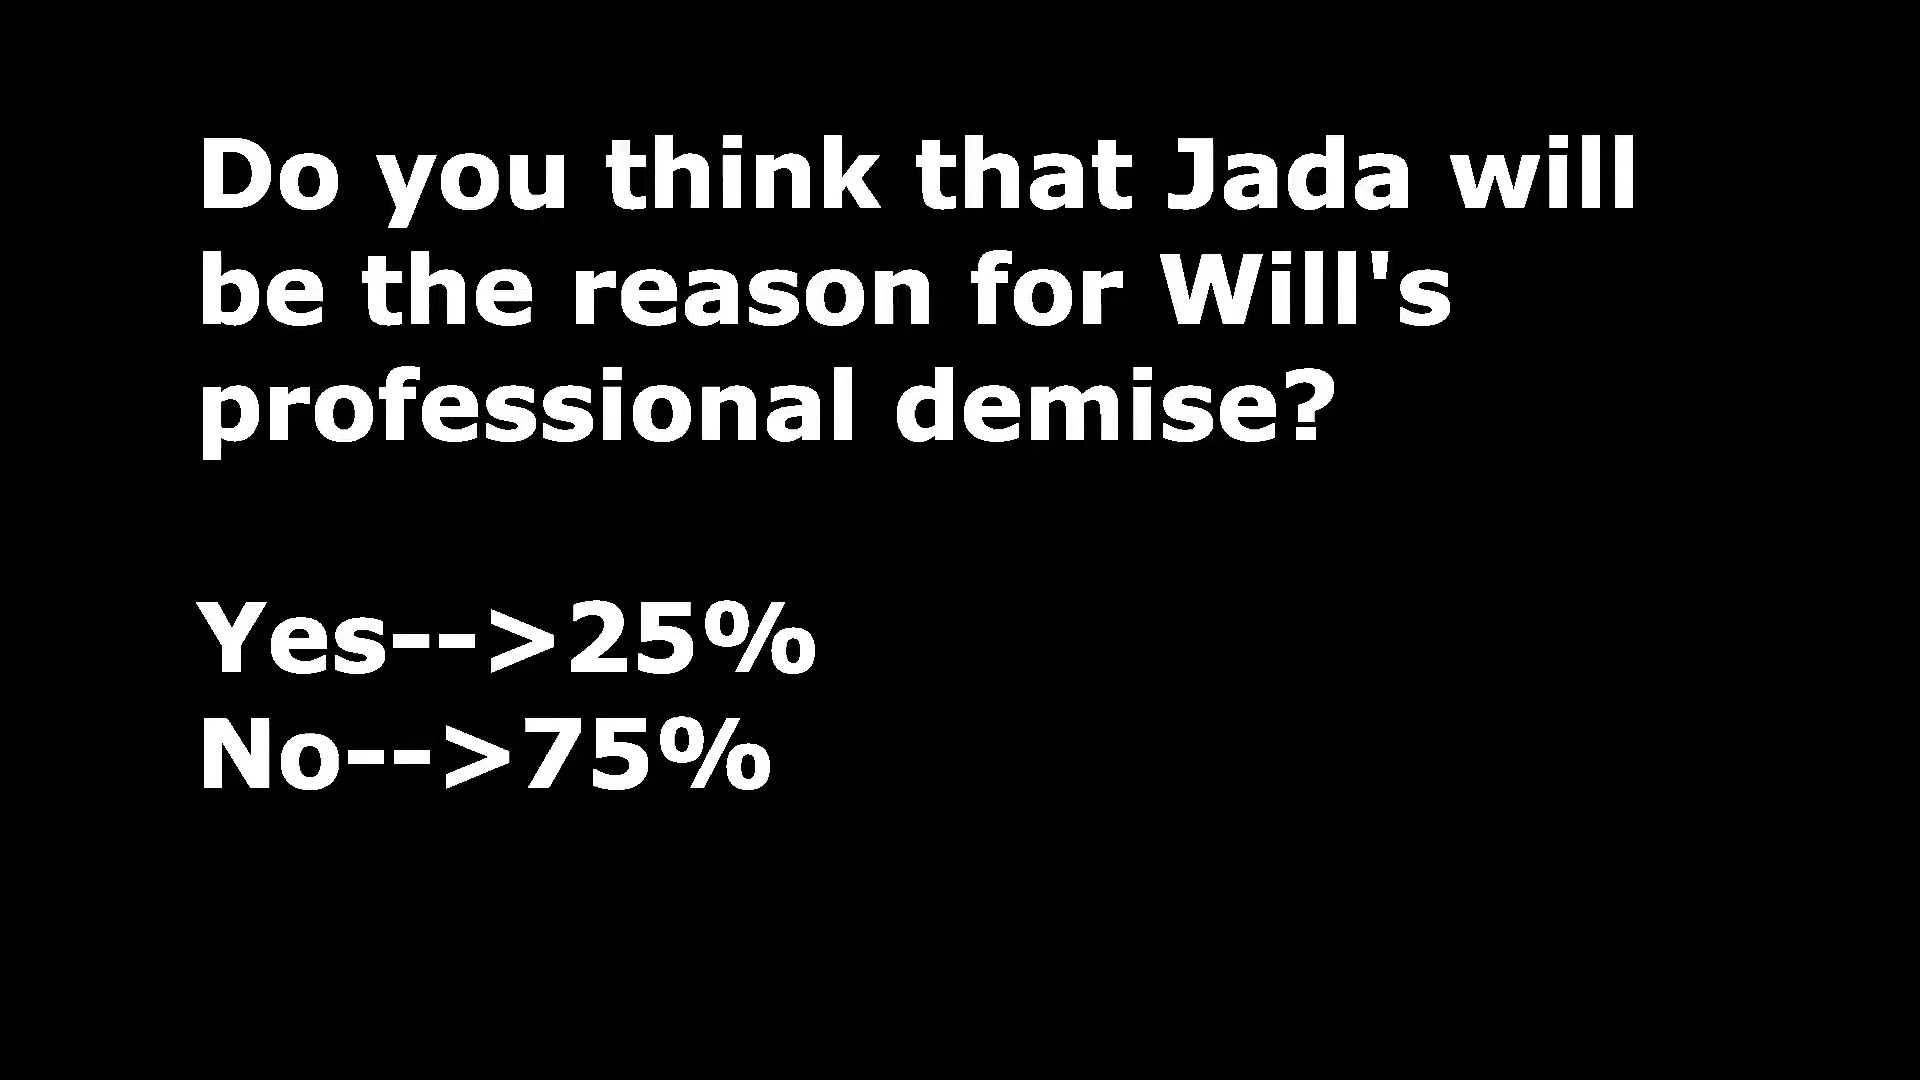 Do you think that Jada will
be the reason for Will's
professional demise?
Yes-->25%
No-->75%